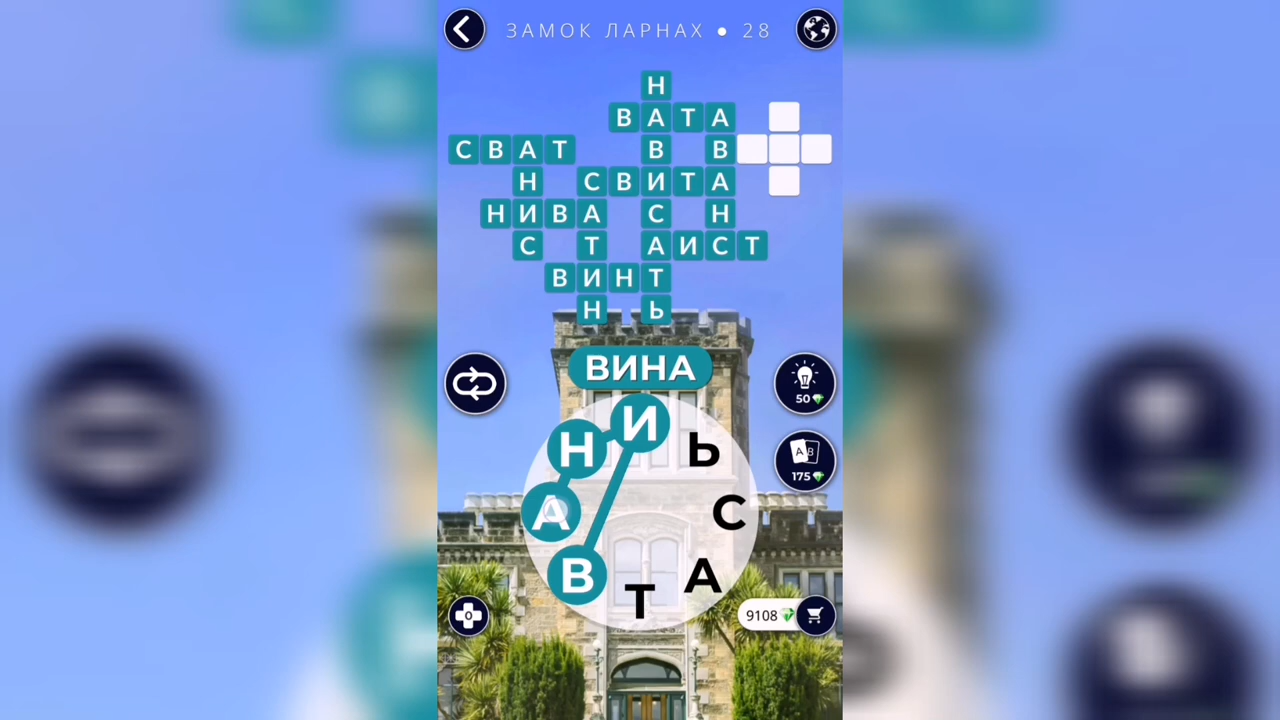 ЗАМОК ЛАРНАХ • 28
Н
ВАТА
СВАТ В В
Н СВИТА
НИВА С Н
С Т АИСТ
ВИНТ
Н Ь
ВИНА
И
Н Ь
А С
В А
Т
50
A B
175
0
9108